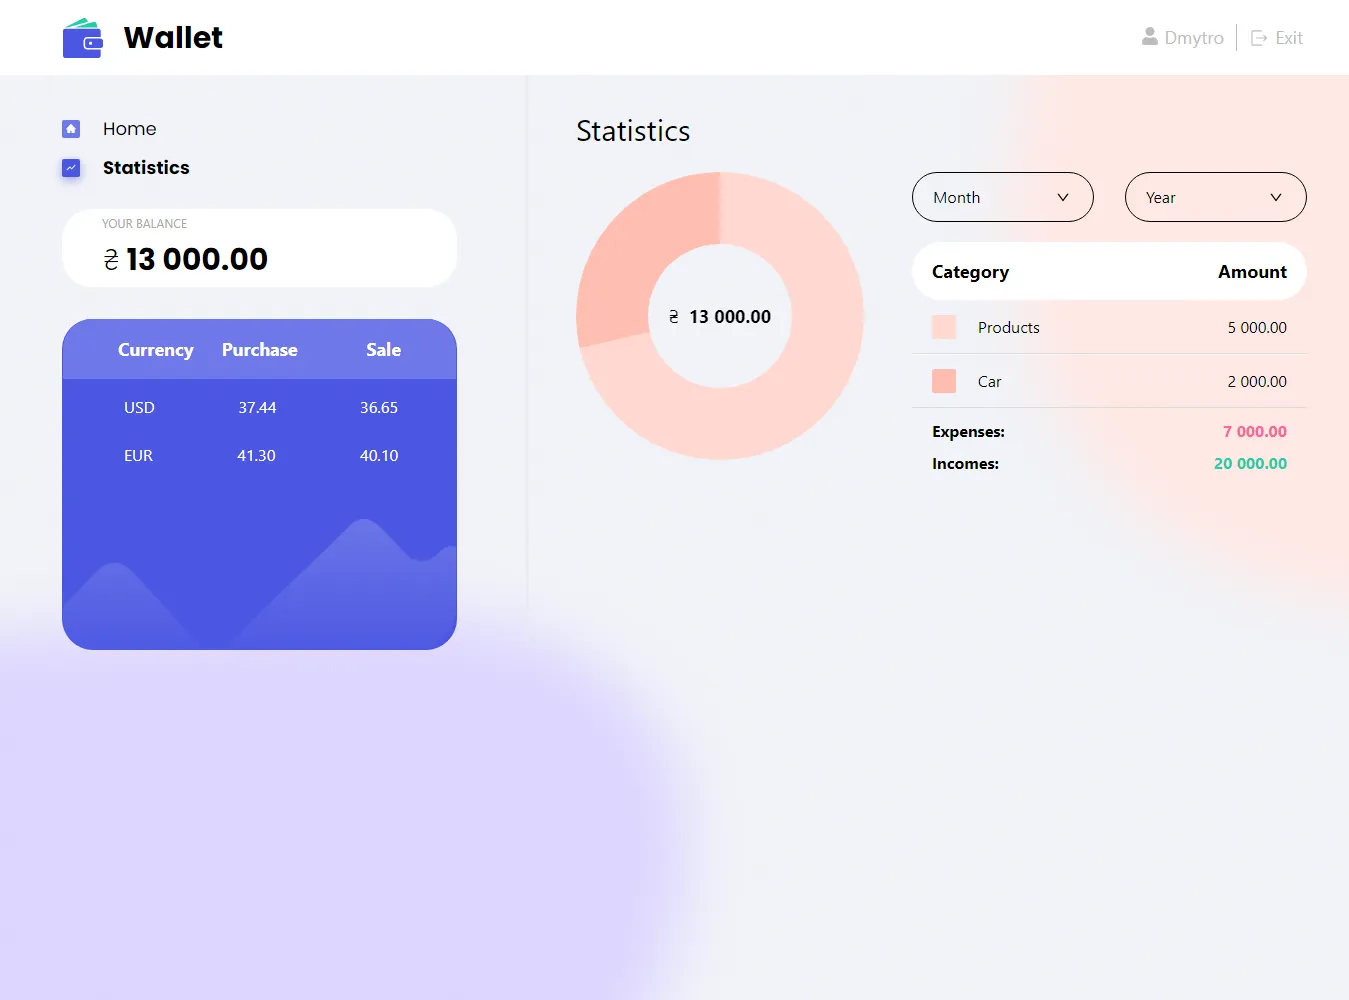 Wallet
Dmytro
Exit
Home
Statistics
YOUR BALANCE
₴ 13 000.00
Currency Purchase Sale
USD 37.44 36.65
EUR 41.30 40.10
Statistics
₴ 13 000.00
Month
Year
Category Amount
Products 5 000.00
Car 2 000.00
Expenses: 7 000.00
Incomes: 20 000.00